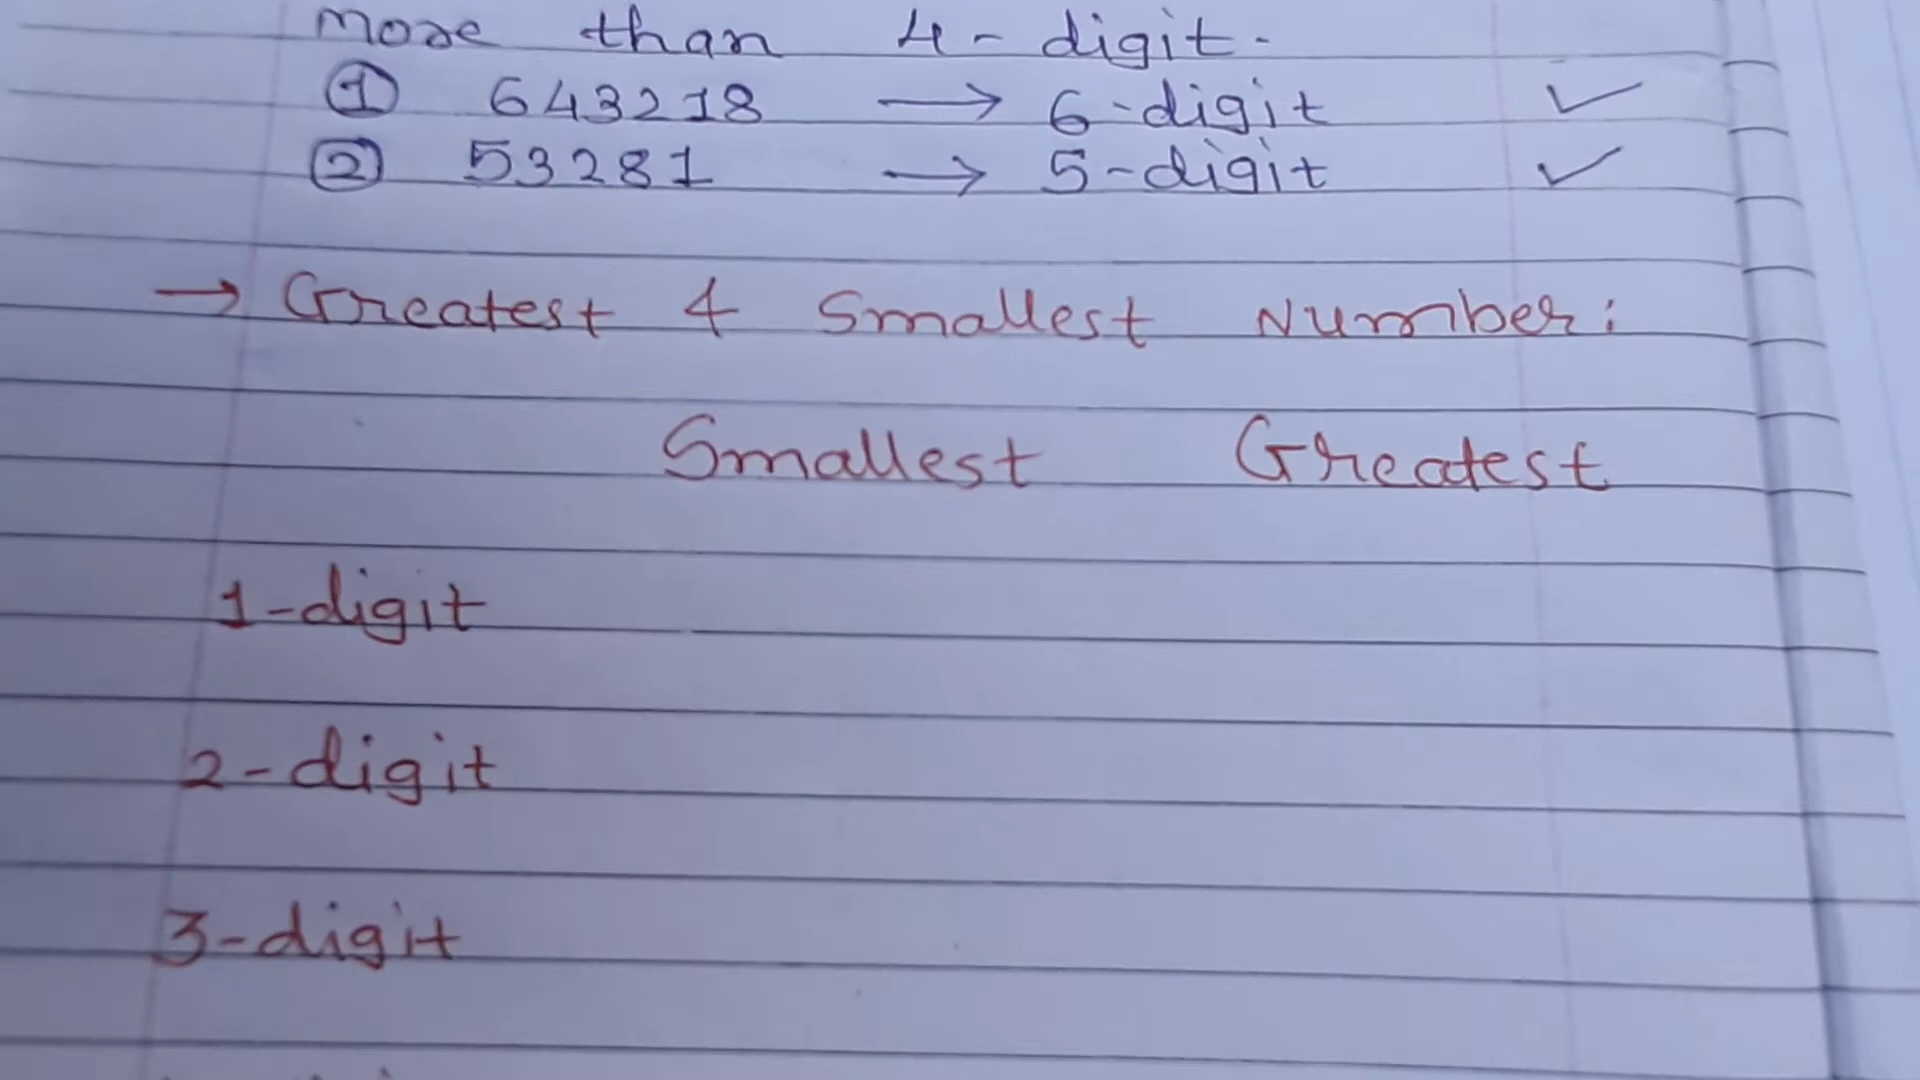 more than 4-digit.
① 643218 → 6-digit ✓
② 53281 → 5-digit ✓
→ Greatest & Smallest Number:
Smallest Greatest
1-digit
2-digit
3-digit